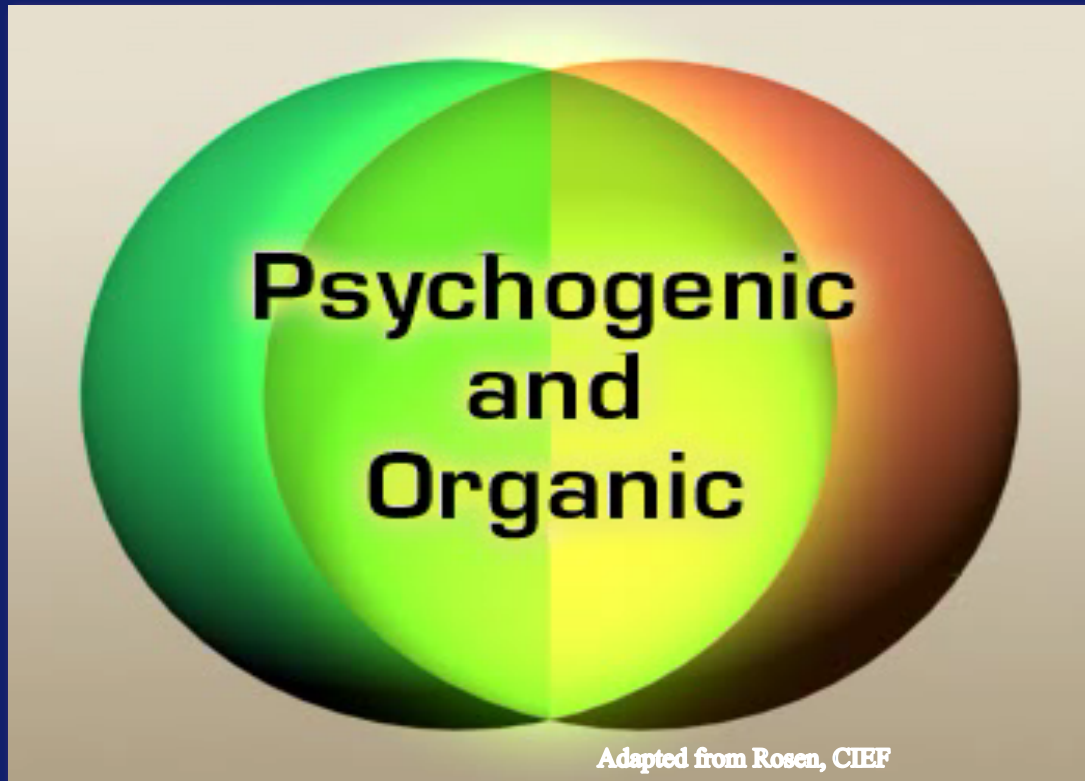 Psychogenic
and
Organic
Adapted from Rosen, CIEF